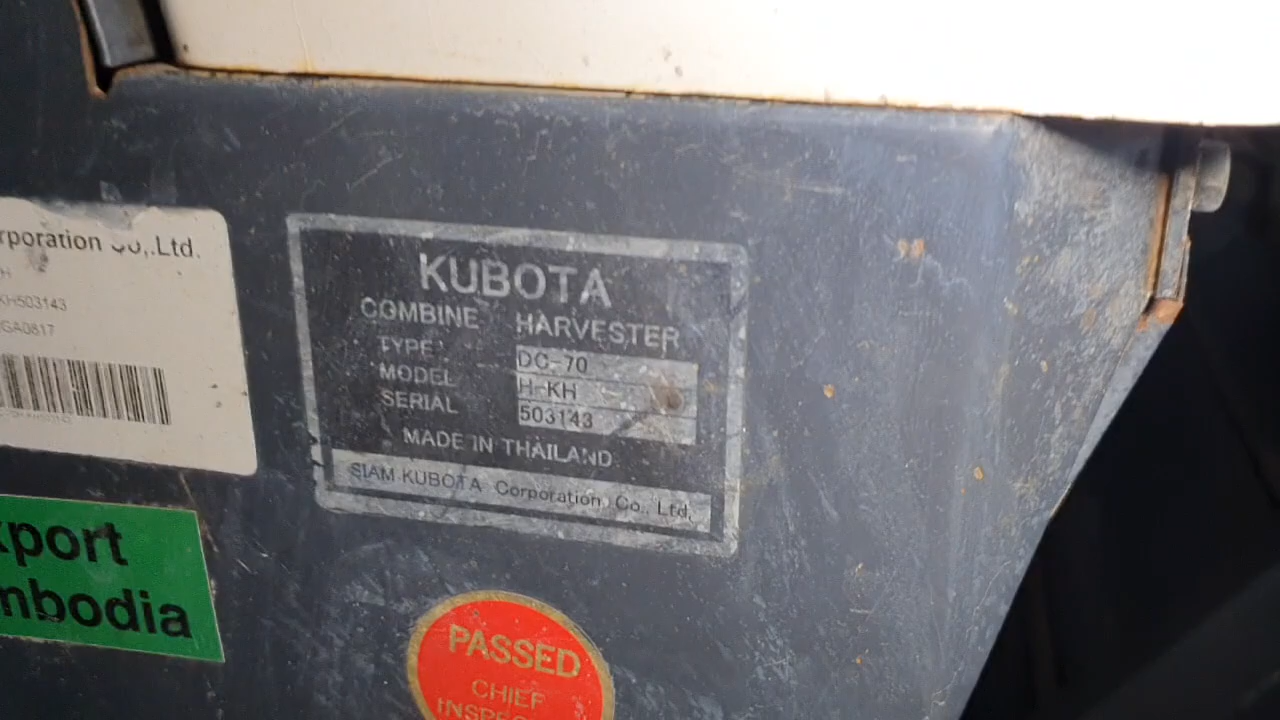 rporation Co,.Ltd.
KH503143
GA0817
KUBOTA
COMBINE HARVESTER
TYPE DC-70
MODEL H-KH
SERIAL 503143
MADE IN THAILAND
SIAM KUBOTA Corporation Co., Ltd.
xport
mbodia
PASSED
CHIEF
INSPEC